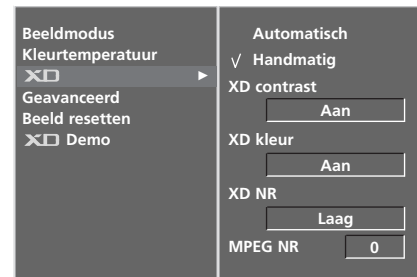 Beeldmodus
Kleurtemperatuur
XD
Geavanceerd
Beeld resetten
XD Demo
Automatisch
√ Handmatig
XD contrast
Aan
XD kleur
Aan
XD NR
Laag
MPEG NR 0